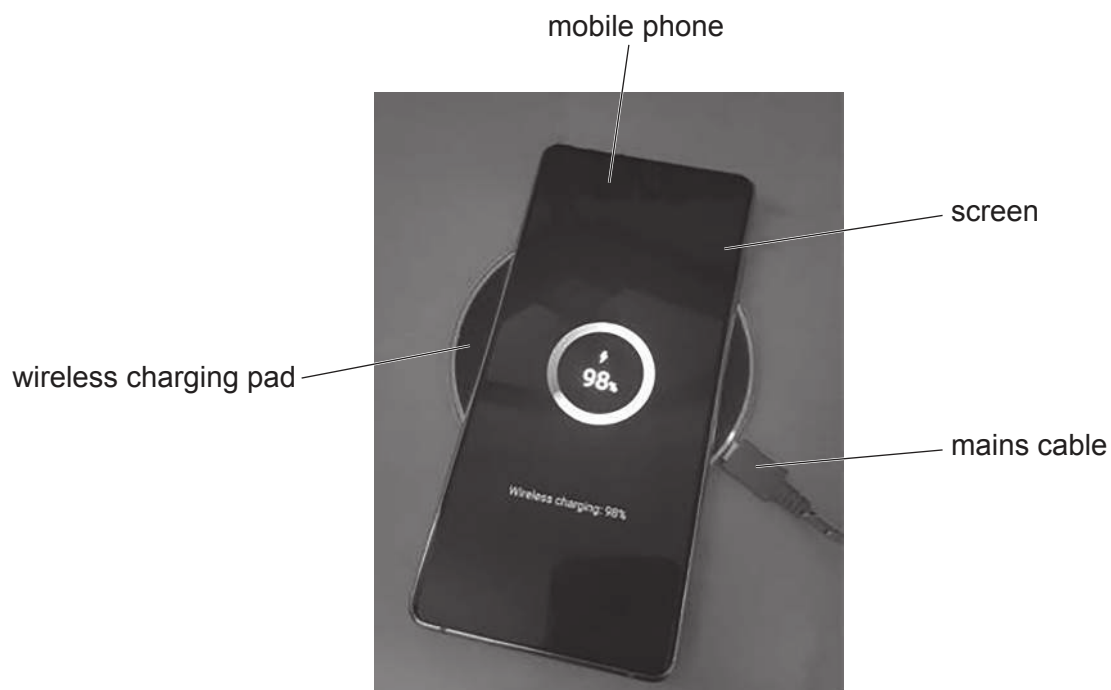 mobile phone
screen
wireless charging pad
98%
mains cable
Wireless charging: 98%